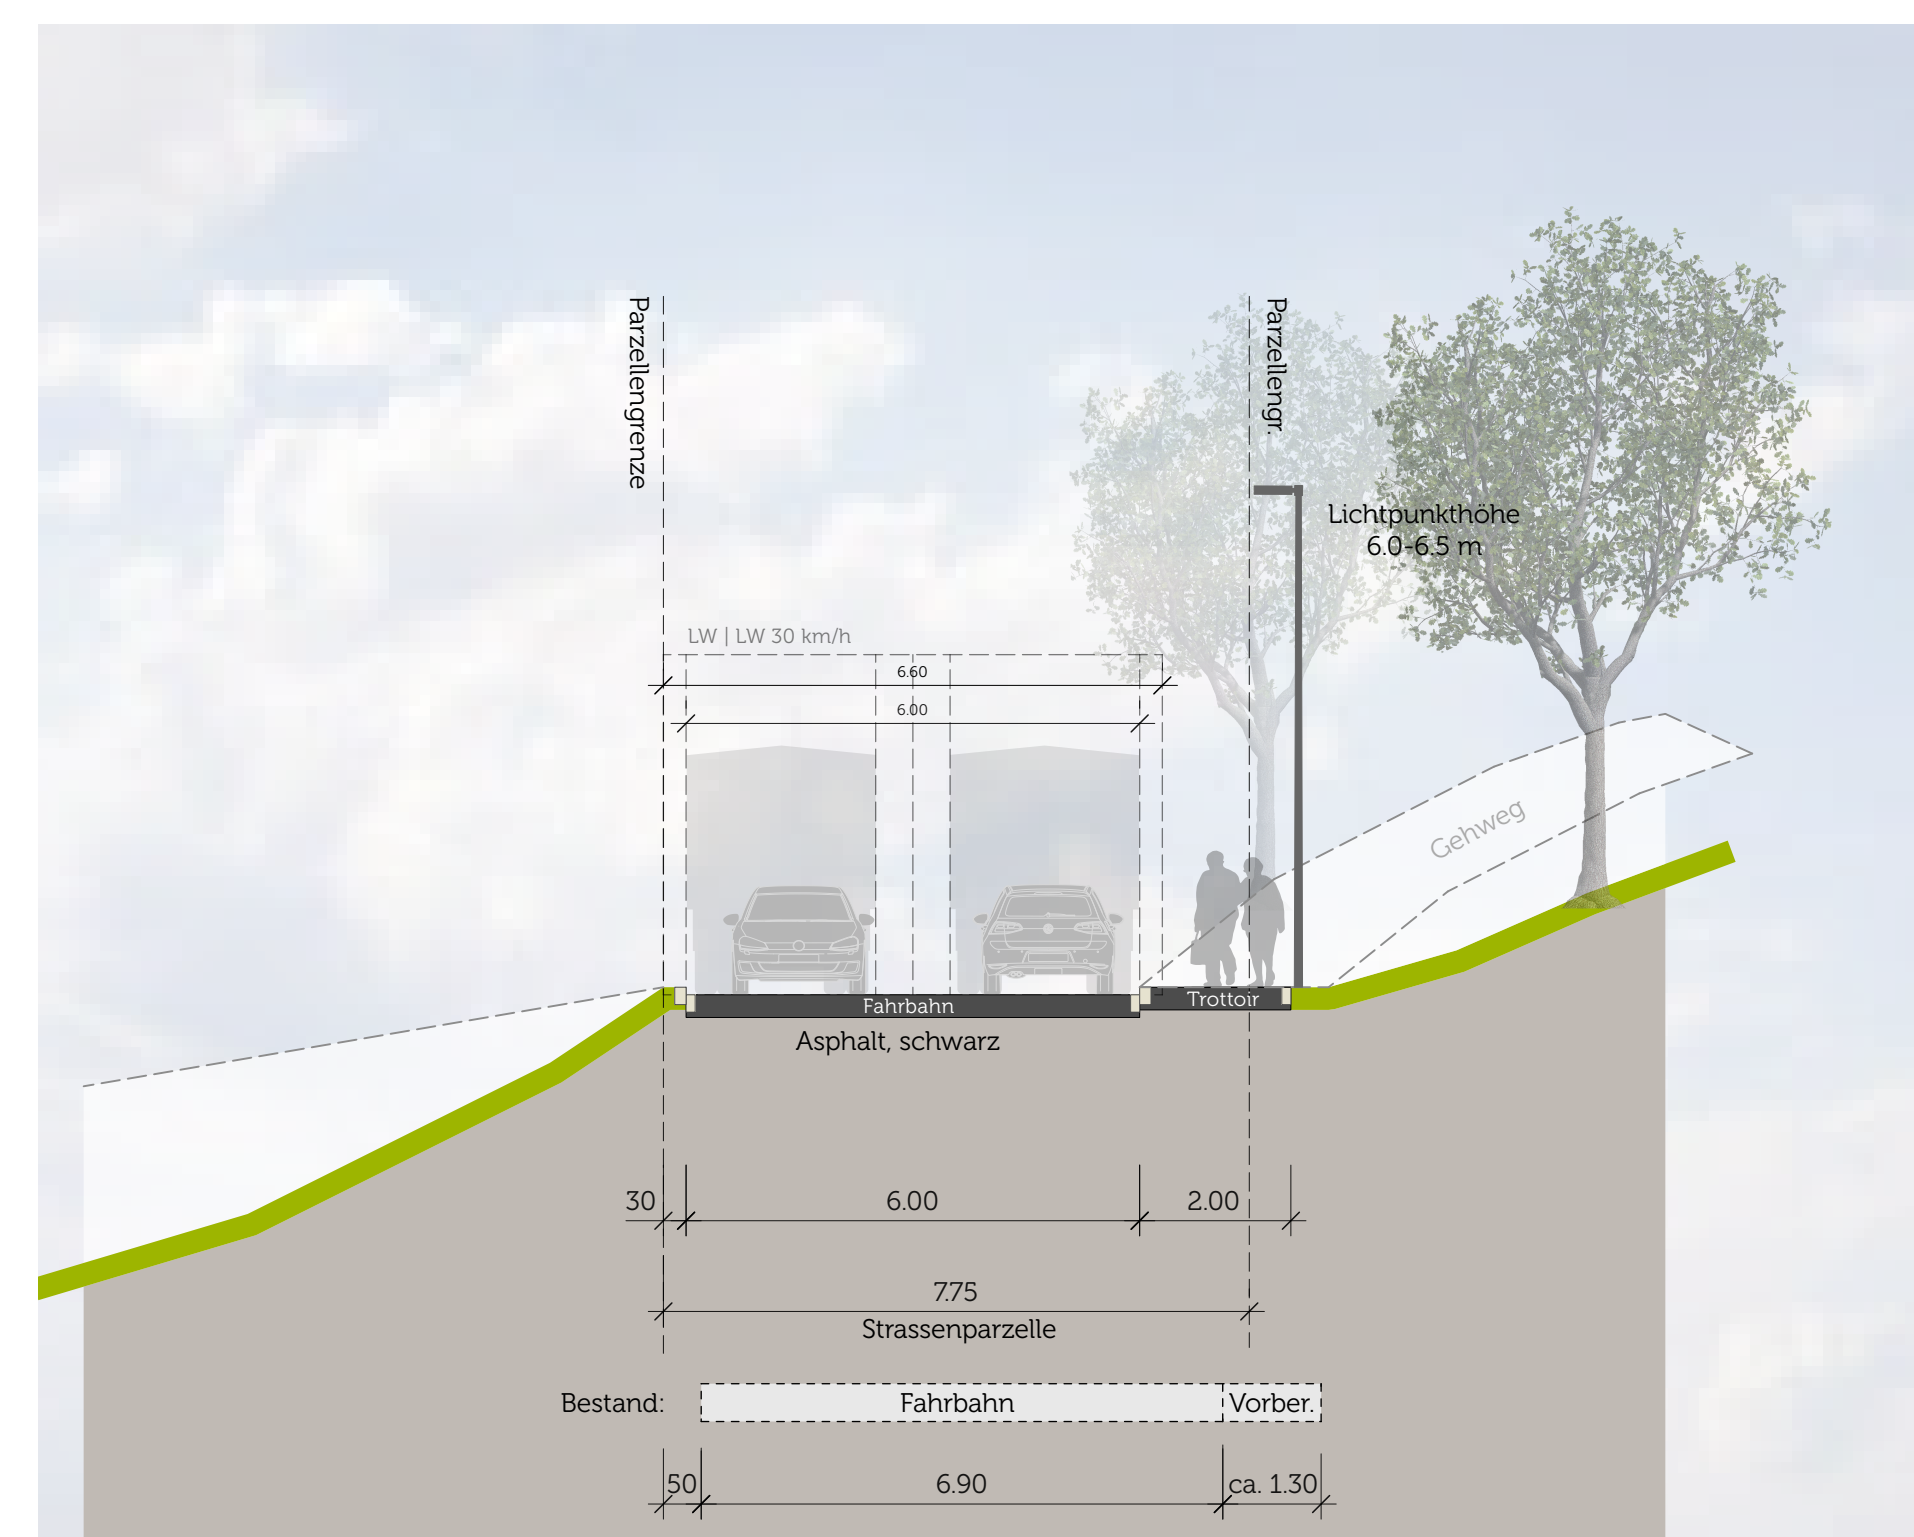 Parzellengrenze
Parzellengr.
Lichtpunkthöhe
6.0-6.5 m
LW | LW 30 km/h
6.60
6.00
Gehweg
Fahrbahn
Trottoir
Asphalt, schwarz
30 6.00 2.00
7.75
Strassenparzelle
Bestand: Fahrbahn Vorber.
50 6.90 ca. 1.30